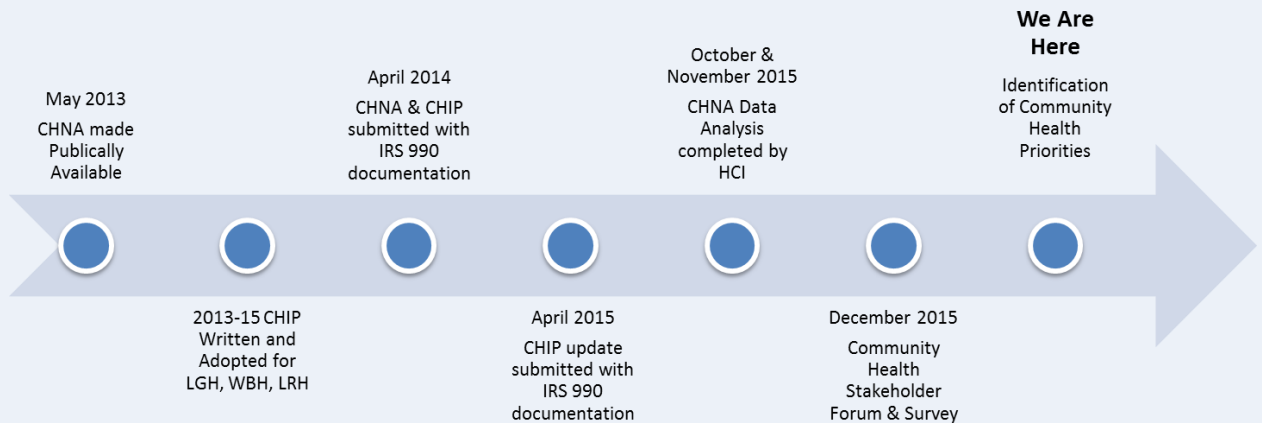 May 2013
CHNA made
Publically
Available
2013-15 CHIP
Written and
Adopted for
LGH, WBH, LRH
April 2014
CHNA & CHIP
submitted with
IRS 990
documentation
April 2015
CHIP update
submitted with
IRS 990
documentation
October &
November 2015
CHNA Data
Analysis
completed by
HCI
December 2015
Community
Health
Stakeholder
Forum & Survey
We Are
Here
Identification
of Community
Health
Priorities